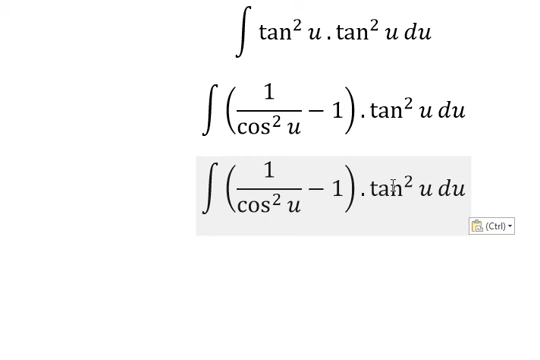 ∫ tan² u . tan² u du
∫ (1/cos² u − 1) . tan² u du
∫ (1/cos² u − 1) . tan² u du
(Ctrl)